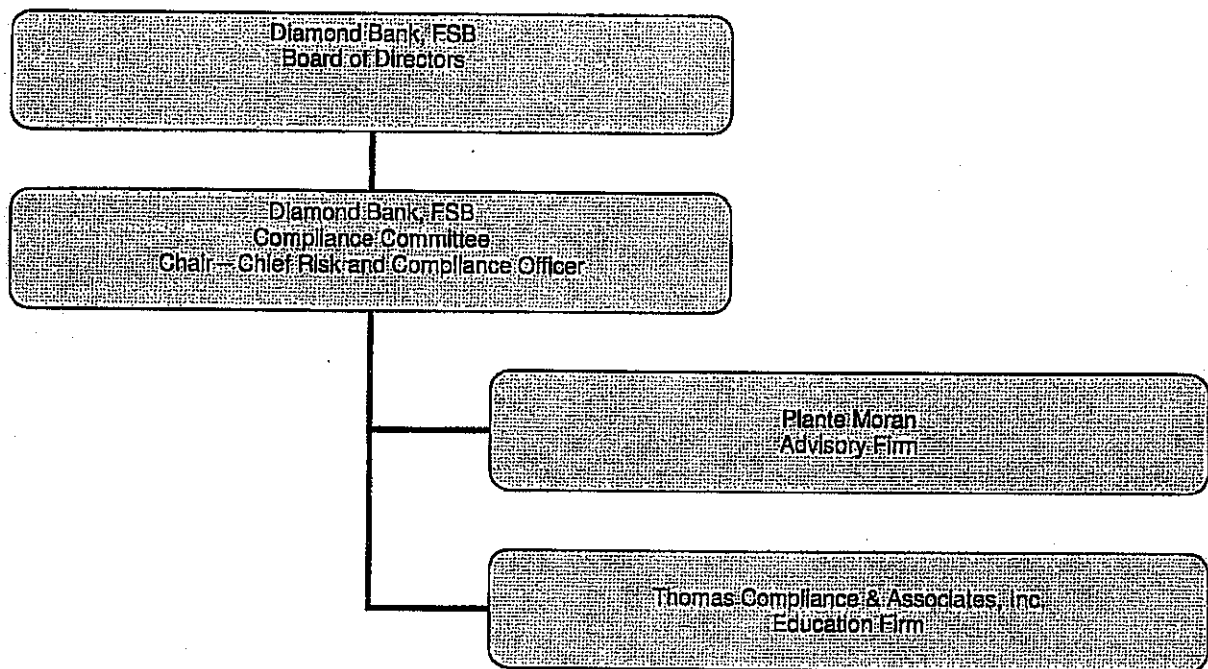 Diamond Bank, FSB
Board of Directors
Diamond Bank, FSB
Compliance Committee
Chair—Chief Risk and Compliance Officer
Plante Moran
Advisory Firm
Thomas Compliance & Associates, Inc.
Education Firm